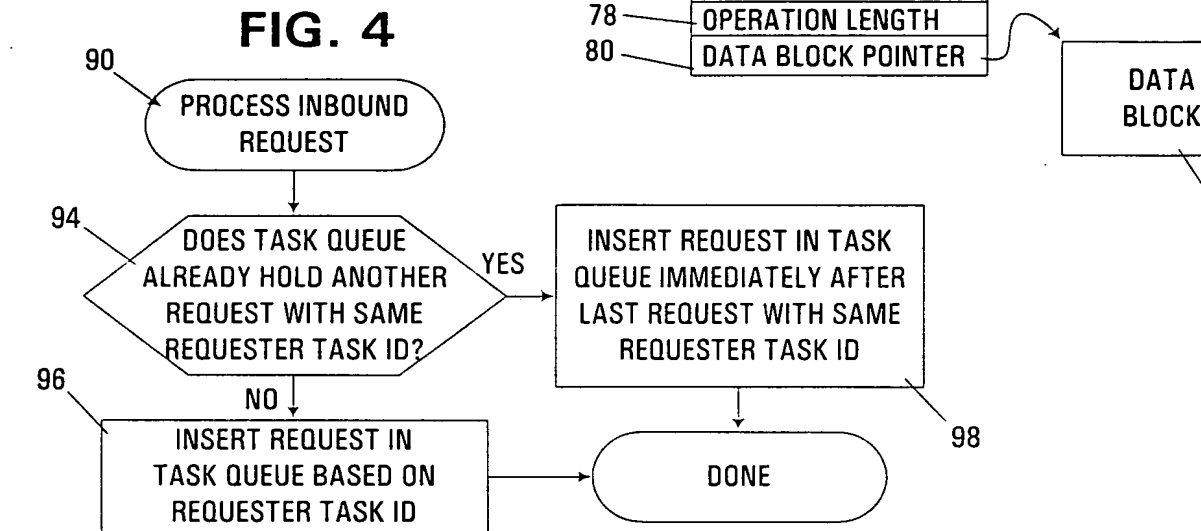 FIG. 4
78
OPERATION LENGTH
80
DATA BLOCK POINTER
DATA
BLOCK
90
PROCESS INBOUND
REQUEST
94
DOES TASK QUEUE
ALREADY HOLD ANOTHER
REQUEST WITH SAME
REQUESTER TASK ID?
YES
INSERT REQUEST IN TASK
QUEUE IMMEDIATELY AFTER
LAST REQUEST WITH SAME
REQUESTER TASK ID
98
NO
96
INSERT REQUEST IN
TASK QUEUE BASED ON
REQUESTER TASK ID
DONE